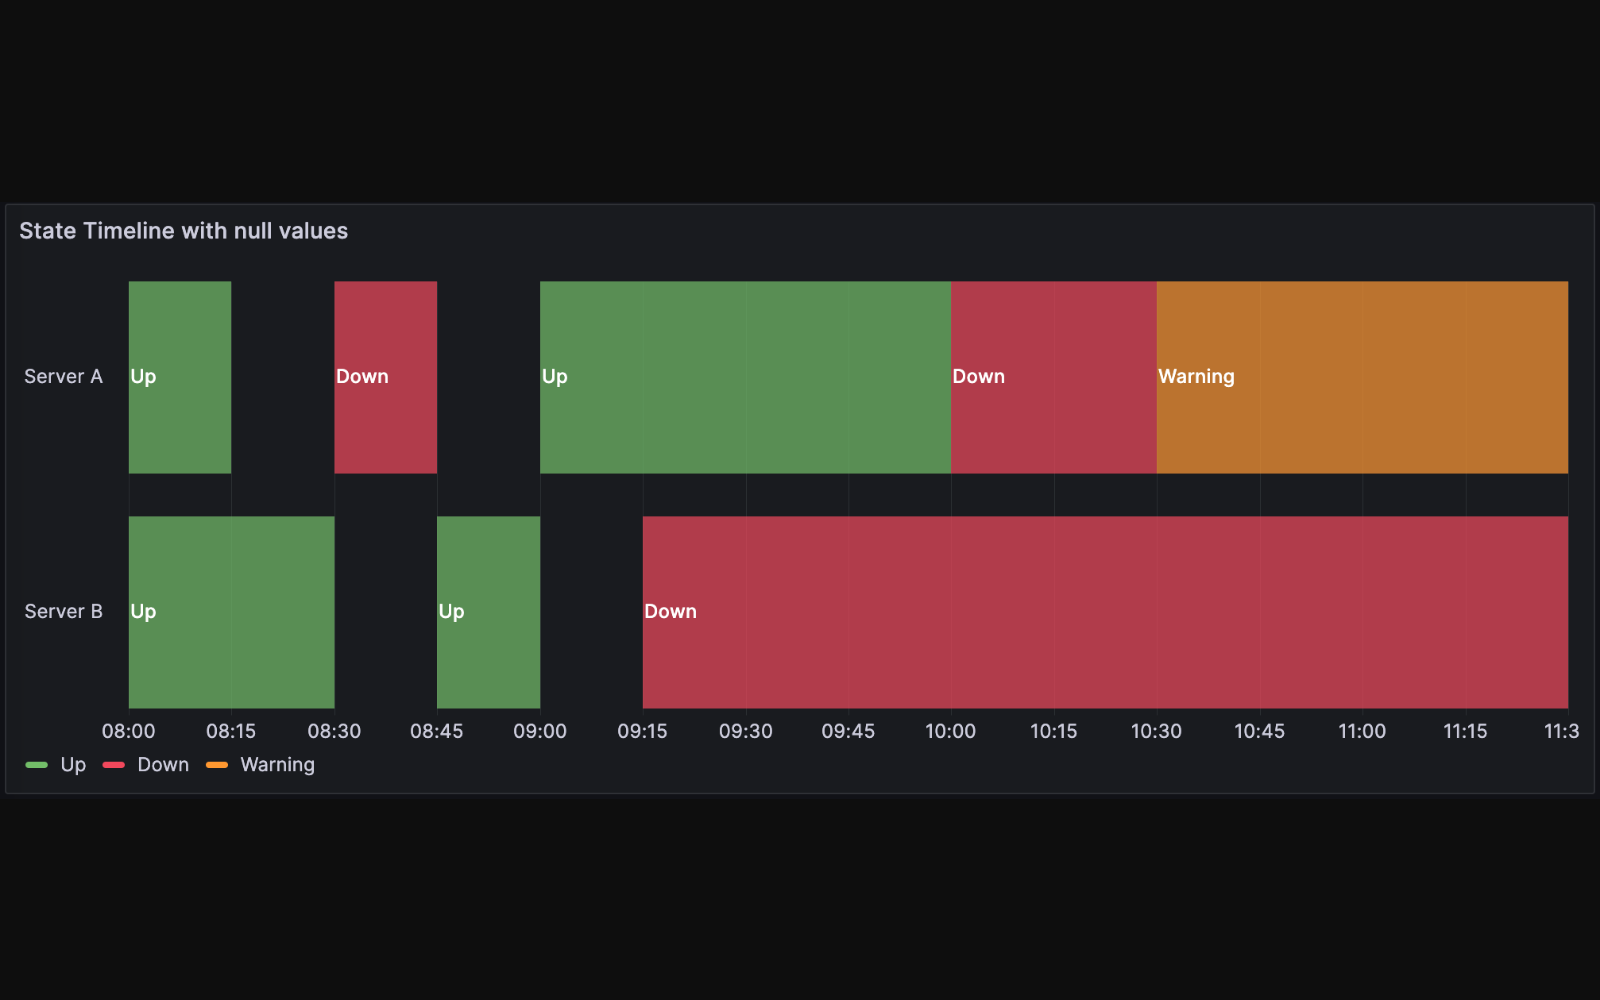 State Timeline with null values
Server A
Up
Down
Up
Down
Warning
Server B
Up
Up
Down
08:00 08:15 08:30 08:45 09:00 09:15 09:30 09:45 10:00 10:15 10:30 10:45 11:00 11:15 11:3
Up Down Warning